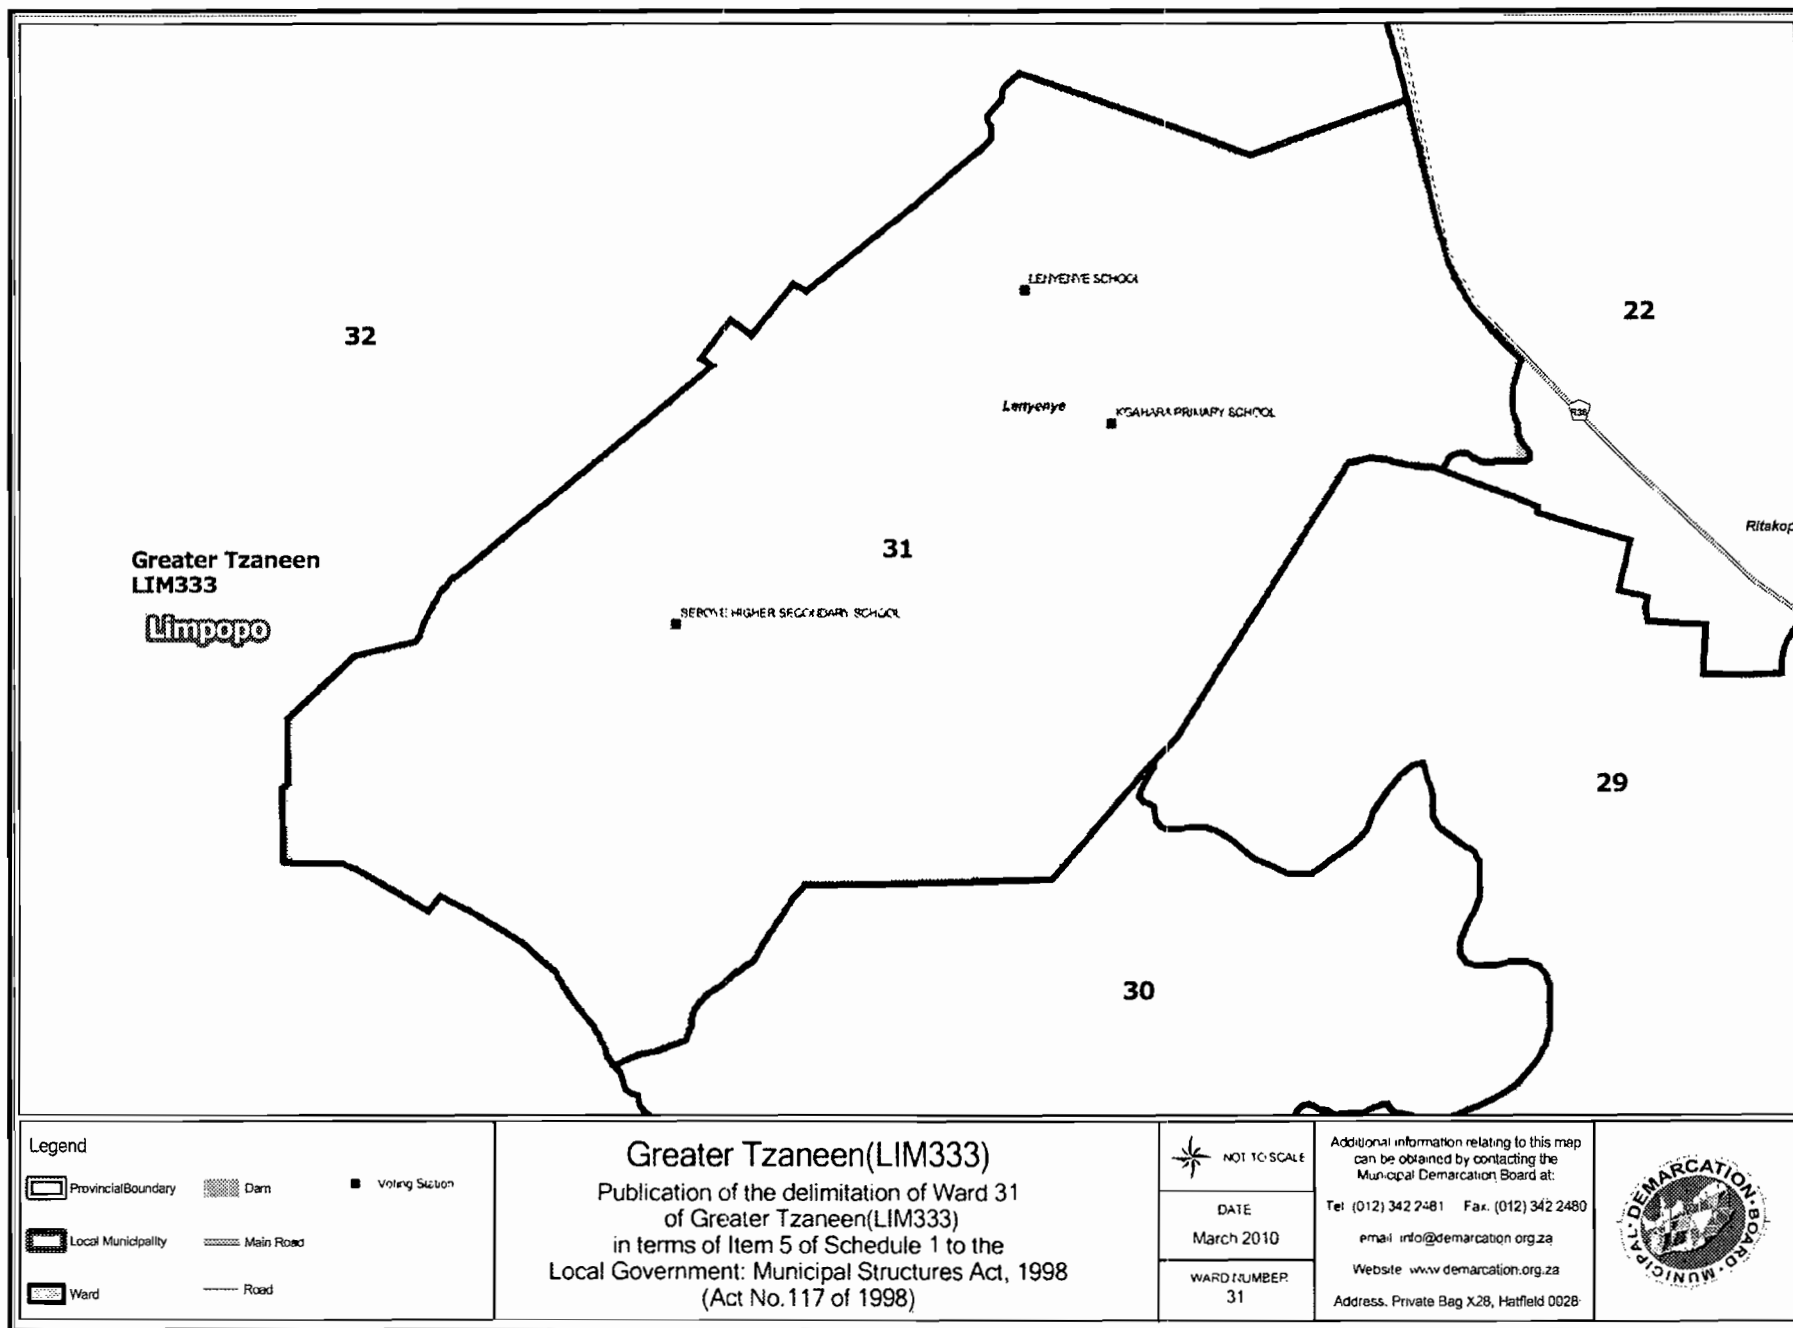 32
22
LENYENYE SCHOOL
Lenyenye
KGAHARA PRIMARY SCHOOL
R36
Ritakop
31
Greater Tzaneen
LIM333
Limpopo
HIGHER SECONDARY SCHOOL
29
30
Legend
ProvincialBoundary
Dam
Voting Station
Local Municipality
Main Road
Ward
Road
Greater Tzaneen(LIM333)
Publication of the delimitation of Ward 31
of Greater Tzaneen(LIM333)
in terms of Item 5 of Schedule 1 to the
Local Government: Municipal Structures Act, 1998
(Act No.117 of 1998)
NOT TO SCALE
DATE
March 2010
WARD NUMBER
31
Additional information relating to this map
can be obtained by contacting the
Municipal Demarcation Board at:
Tel (012) 342 2481 Fax. (012) 342 2480
email info@demarcation org.za
Website www demarcation.org.za
Address. Private Bag X28, Hatfield 0028
MUNICIPAL • DEMARCATION • BOARD